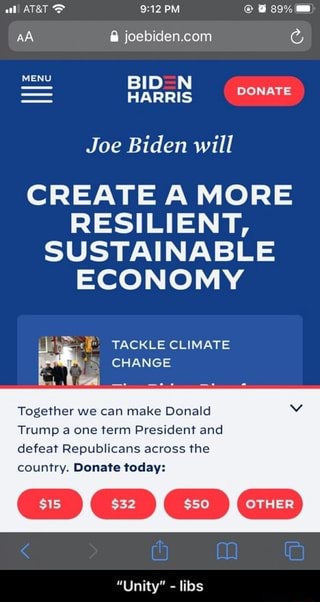 AT&T 9:12 PM 89%
AA joebiden.com
MENU
BIDEN
HARRIS
DONATE
Joe Biden will
CREATE A MORE
RESILIENT,
SUSTAINABLE
ECONOMY
TACKLE CLIMATE
CHANGE
Together we can make Donald
Trump a one term President and
defeat Republicans across the
country. Donate today:
$15 $32 $50 OTHER
"Unity" - libs